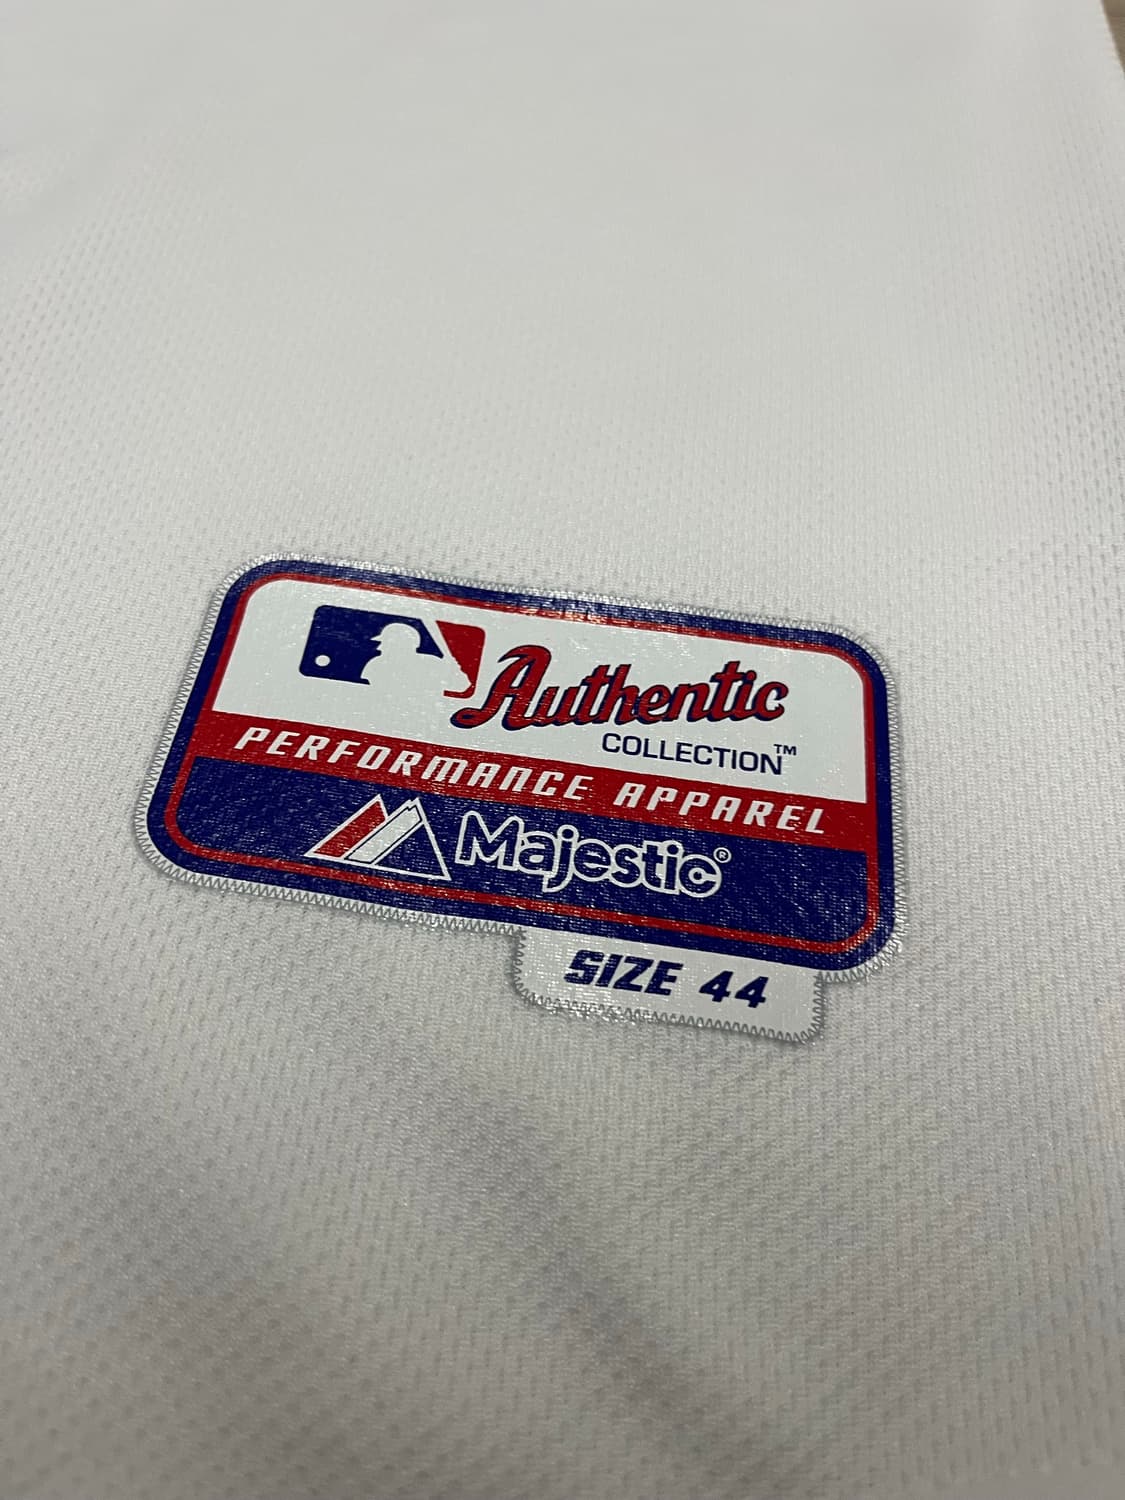 Authentic
COLLECTION™
PERFORMANCE APPAREL
Majestic®
SIZE 44